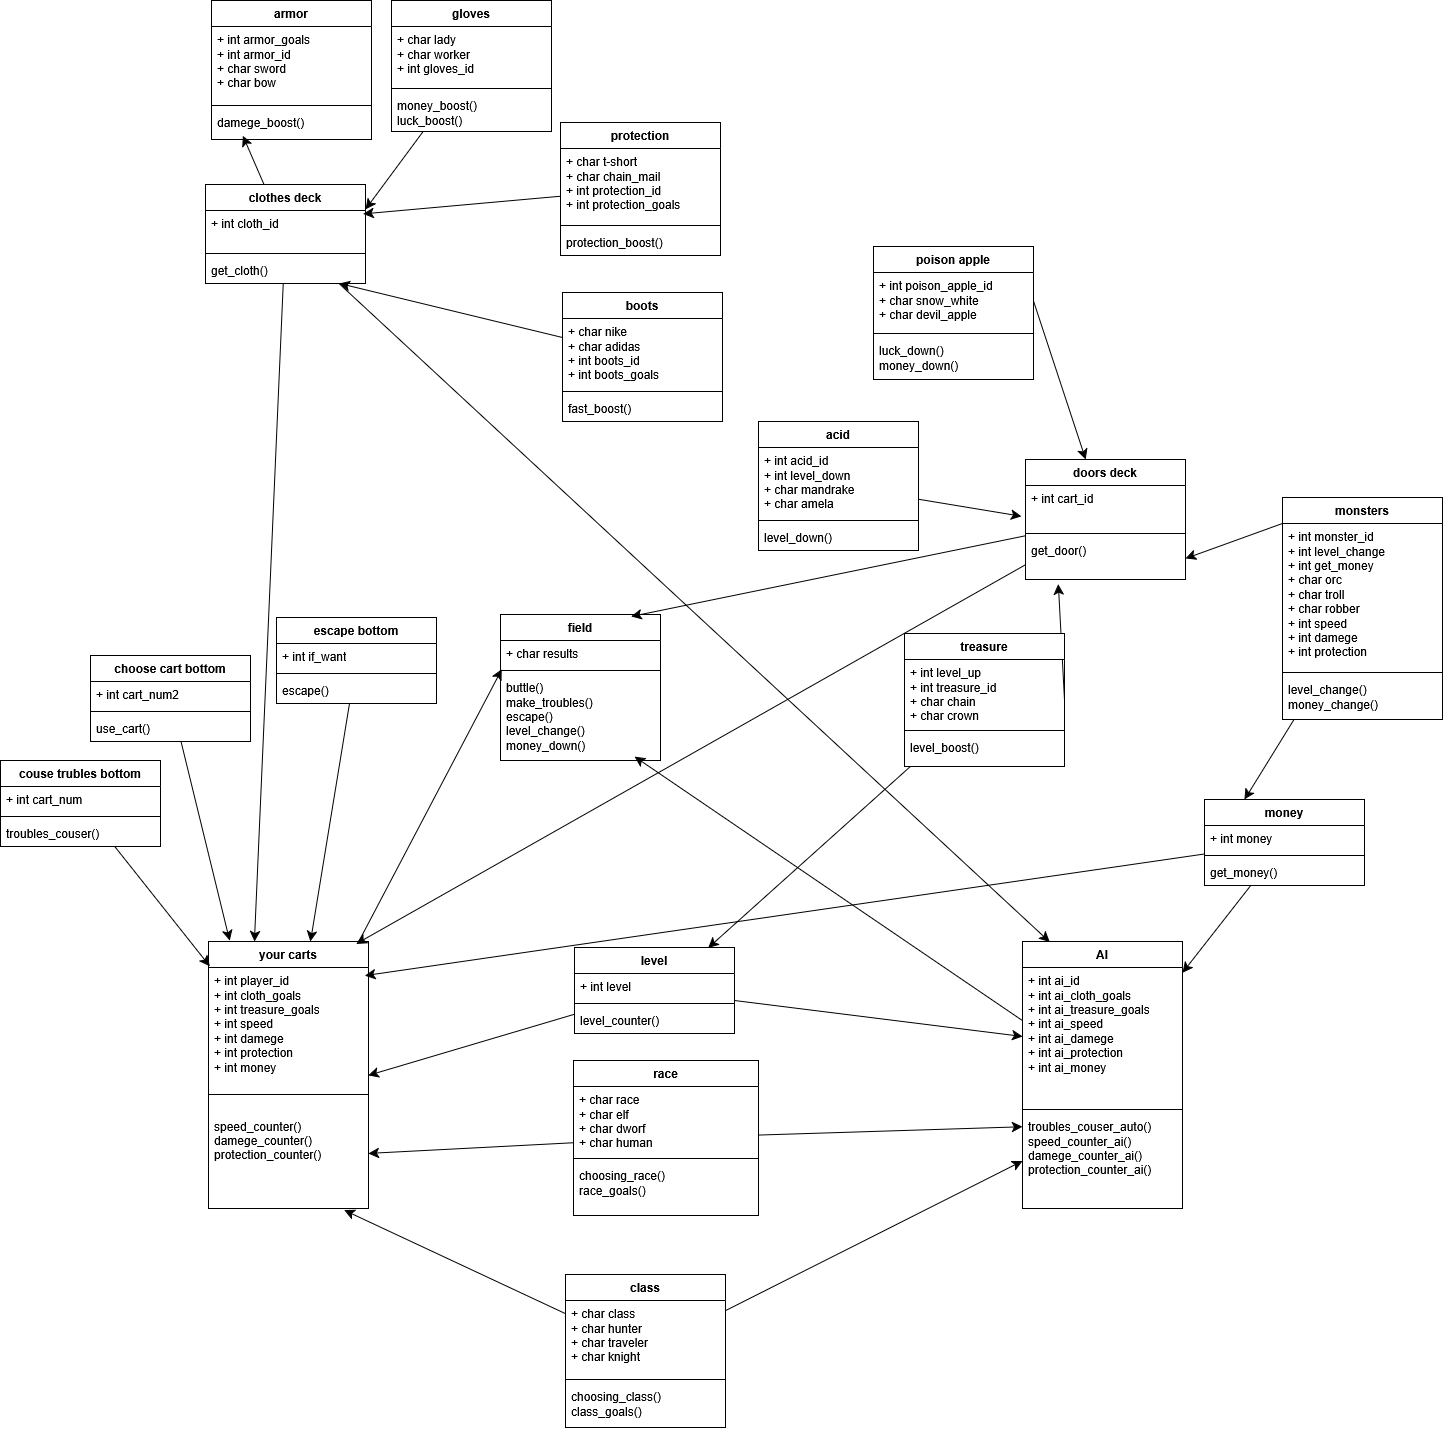 armor
+ int armor_goals
+ int armor_id
+ char sword
+ char bow
damege_boost()
gloves
+ char lady
+ char worker
+ int gloves_id
money_boost()
luck_boost()
protection
+ char t-short
+ char chain_mail
+ int protection_id
+ int protection_goals
protection_boost()
clothes deck
+ int cloth_id
get_cloth()
boots
+ char nike
+ char adidas
+ int boots_id
+ int boots_goals
fast_boost()
poison apple
+ int poison_apple_id
+ char snow_white
+ char devil_apple
luck_down()
money_down()
acid
+ int acid_id
+ int level_down
+ char mandrake
+ char amela
level_down()
doors deck
+ int cart_id
get_door()
monsters
+ int monster_id
+ int level_change
+ int get_money
+ char orc
+ char troll
+ char robber
+ int speed
+ int damege
+ int protection
level_change()
money_change()
escape bottom
+ int if_want
escape()
field
+ char results
buttle()
make_troubles()
escape()
level_change()
money_down()
treasure
+ int level_up
+ int treasure_id
+ char chain
+ char crown
level_boost()
choose cart bottom
+ int cart_num2
use_cart()
couse trubles bottom
+ int cart_num
troubles_couser()
money
+ int money
get_money()
your carts
+ int player_id
+ int cloth_goals
+ int treasure_goals
+ int speed
+ int damege
+ int protection
+ int money
speed_counter()
damege_counter()
protection_counter()
level
+ int level
level_counter()
AI
+ int ai_id
+ int ai_cloth_goals
+ int ai_treasure_goals
+ int ai_speed
+ int ai_damege
+ int ai_protection
+ int ai_money
troubles_couser_auto()
speed_counter_ai()
damege_counter_ai()
protection_counter_ai()
race
+ char race
+ char elf
+ char dworf
+ char human
choosing_race()
race_goals()
class
+ char class
+ char hunter
+ char traveler
+ char knight
choosing_class()
class_goals()